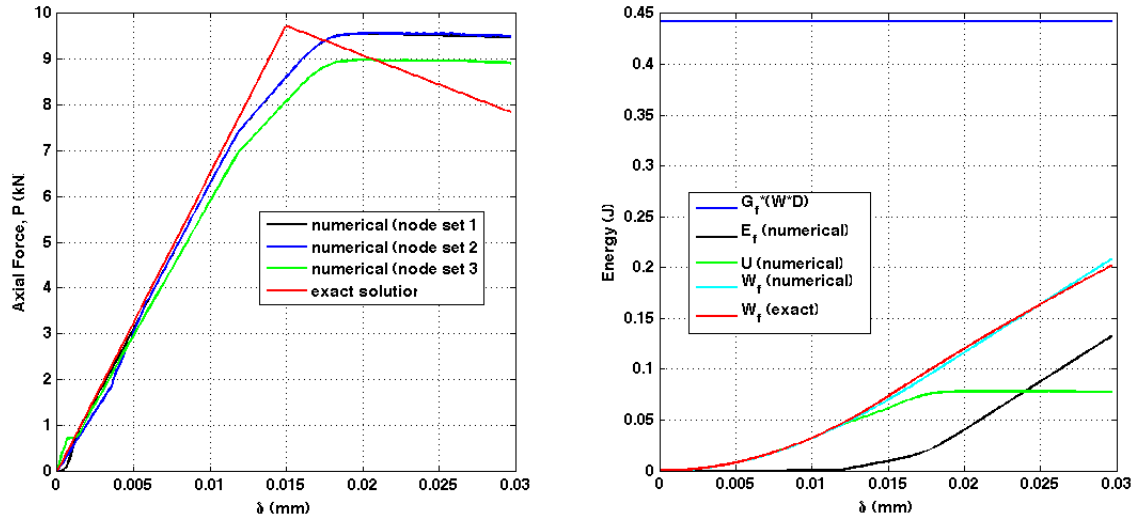 10
9
8
7
6
5
4
3
2
1
0
Axial Force, P (kN
numerical (node set 1
numerical (node set 2
numerical (node set 3
exact solution
0
0.005
0.01
0.015
0.02
0.025
0.03
δ (mm)
0.45
0.4
0.35
0.3
0.25
0.2
0.15
0.1
0.05
0
Energy (J)
G_f*(W*D)
E_f (numerical)
U (numerical)
W_f (numerical)
W_f (exact)
0
0.005
0.01
0.015
0.02
0.025
0.03
δ (mm)